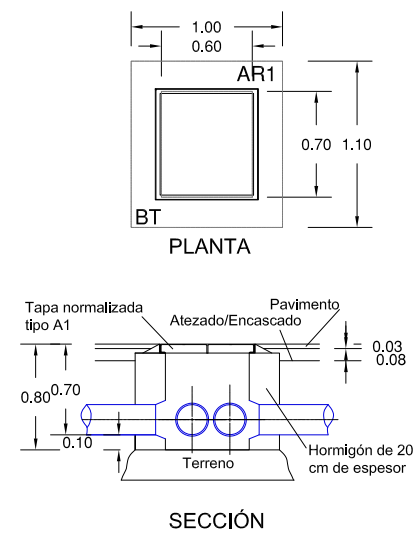 1.00
0.60
AR1
0.70 1.10
BT
PLANTA
Tapa normalizada
tipo A1
Atezado/Encascado
Pavimento
0.03
0.08
0.80
0.70
0.10
Terreno
Hormigón de 20
cm de espesor
SECCIÓN